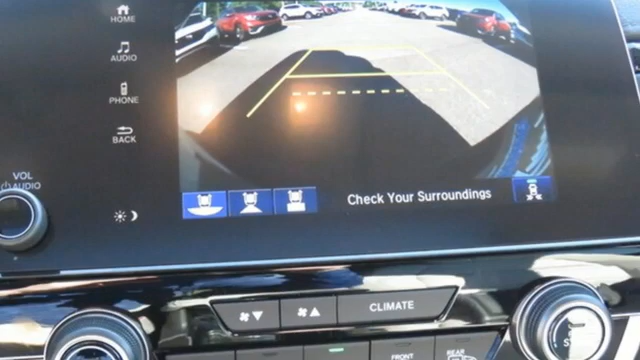 HOME
AUDIO
PHONE
BACK
VOL
AUDIO
Check Your Surroundings
CLIMATE
FRONT
REAR